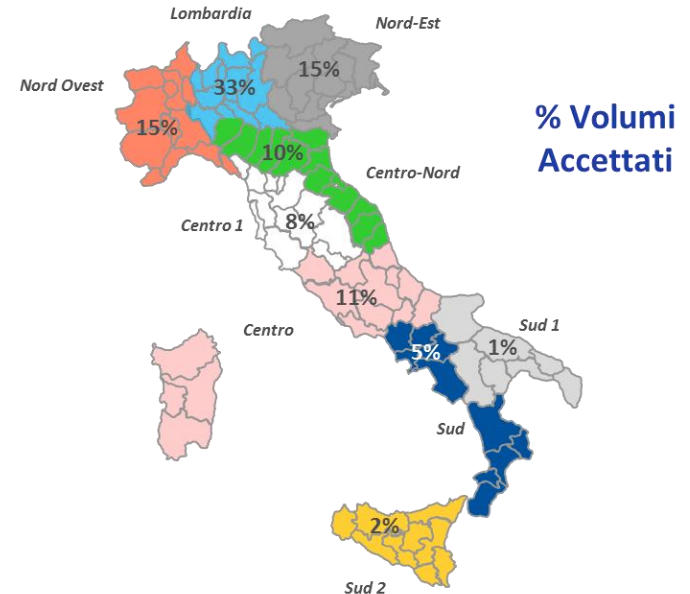 Lombardia
Nord-Est
Nord Ovest
15%
33%
15%
10%
Centro-Nord
Centro 1
8%
11%
Centro
5%
Sud 1
1%
Sud
2%
Sud 2
% Volumi
Accettati